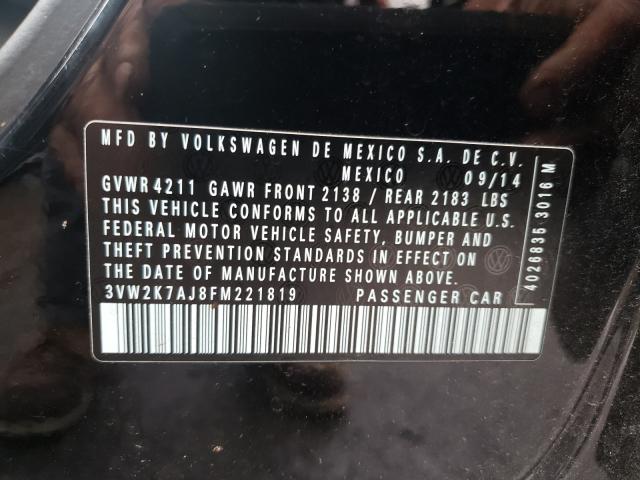 MFD BY VOLKSWAGEN DE MEXICO S.A. DE C.V.
MEXICO 09/14
GVWR 4211 GAWR FRONT 2138 / REAR 2183 LBS
THIS VEHICLE CONFORMS TO ALL APPLICABLE U.S.
FEDERAL MOTOR VEHICLE SAFETY, BUMPER AND
THEFT PREVENTION STANDARDS IN EFFECT ON
THE DATE OF MANUFACTURE SHOWN ABOVE.
3VW2K7AJ8FM221819 PASSENGER CAR
4026835 3016 M